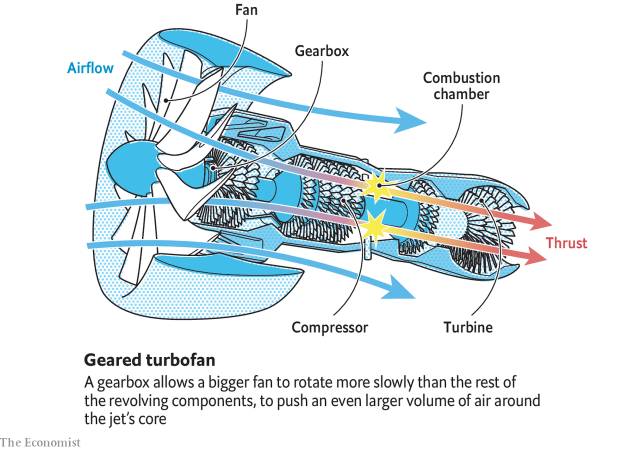 Fan
Gearbox
Airflow
Combustion
chamber
Thrust
Compressor
Turbine
Geared turbofan
A gearbox allows a bigger fan to rotate more slowly than the rest of
the revolving components, to push an even larger volume of air around
the jet's core
The Economist